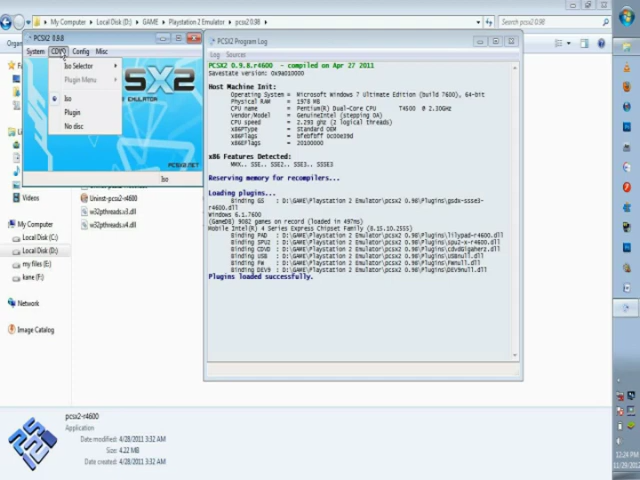 My Computer ▸ Local Disk (D:) ▸ GAME ▸ Playstation 2 Emulator ▸ pcsx2 0.98
Search pcsx2 0.98
PCSX2 0.9.8
System CDVD Config Misc
Iso Selector
Plugin Menu
Iso
Plugin
No disc
SX2
EMULATOR
PCSX2.NET
Iso
Uninst-pcsx2-r4600
w32pthreads.v3.dll
w32pthreads.v4.dll
Videos
My Computer
Local Disk (C:)
Local Disk (D:)
my files (E:)
kane (F:)
Network
Image Catalog
PCSX2 Program Log
Log Sources
PCSX2 0.9.8.r4600 - compiled on Apr 27 2011
Savestate version: 0x9a010000
Host Machine Init:
Operating System = Microsoft Windows 7 Ultimate Edition (build 7600), 64-bit
Physical RAM = 1978 MB
CPU name = Pentium(R) Dual-Core CPU T4500 @ 2.30GHz
Vendor/Model = GenuineIntel (stepping 0A)
CPU speed = 2.293 ghz (2 logical threads)
x86PType = Standard OEM
x86Flags = bfebfbff 0c00e39d
x86EFlags = 20100000
x86 Features Detected:
MMX.. SSE.. SSE2.. SSE3.. SSSE3
Reserving memory for recompilers...
Loading plugins...
Binding GS : D:\GAME\Playstation 2 Emulator\pcsx2 0.98\Plugins\gsdx-ssse3-
r4600.dll
Windows 6.1.7600
(GameDB) 9062 games on record (loaded in 497ms)
Mobile Intel(R) 4 Series Express Chipset Family (8.15.10.2555)
Binding PAD : D:\GAME\Playstation 2 Emulator\pcsx2 0.98\Plugins\lilypad-r4600.dll
Binding SPU2 : D:\GAME\Playstation 2 Emulator\pcsx2 0.98\Plugins\spu2-x-r4600.dll
Binding CDVD : D:\GAME\Playstation 2 Emulator\pcsx2 0.98\Plugins\cdvdGigaherz.dll
Binding USB : D:\GAME\Playstation 2 Emulator\pcsx2 0.98\Plugins\USBnull.dll
Binding FW : D:\GAME\Playstation 2 Emulator\pcsx2 0.98\Plugins\FWnull.dll
Binding DEV9 : D:\GAME\Playstation 2 Emulator\pcsx2 0.98\Plugins\DEV9null.dll
Plugins loaded successfully.
pcsx2-r4600
Application
Date modified: 4/28/2011 3:32 AM
Size: 4.22 MB
Date created: 4/28/2011 3:32 AM
12:24 PM